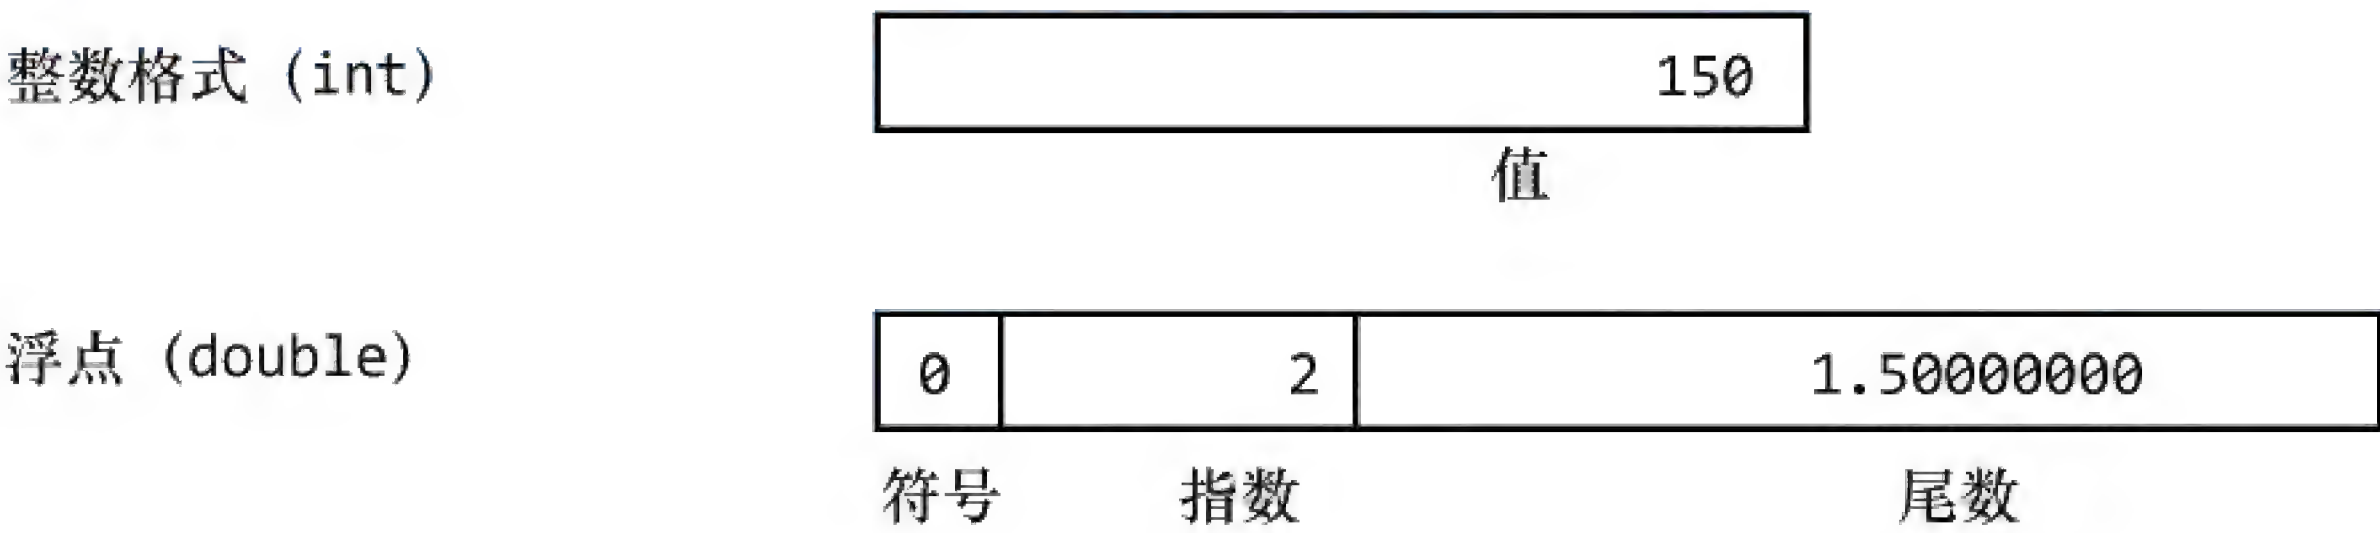 整数格式 (int)
150
值
浮点 (double)
0 2 1.50000000
符号 指数 尾数